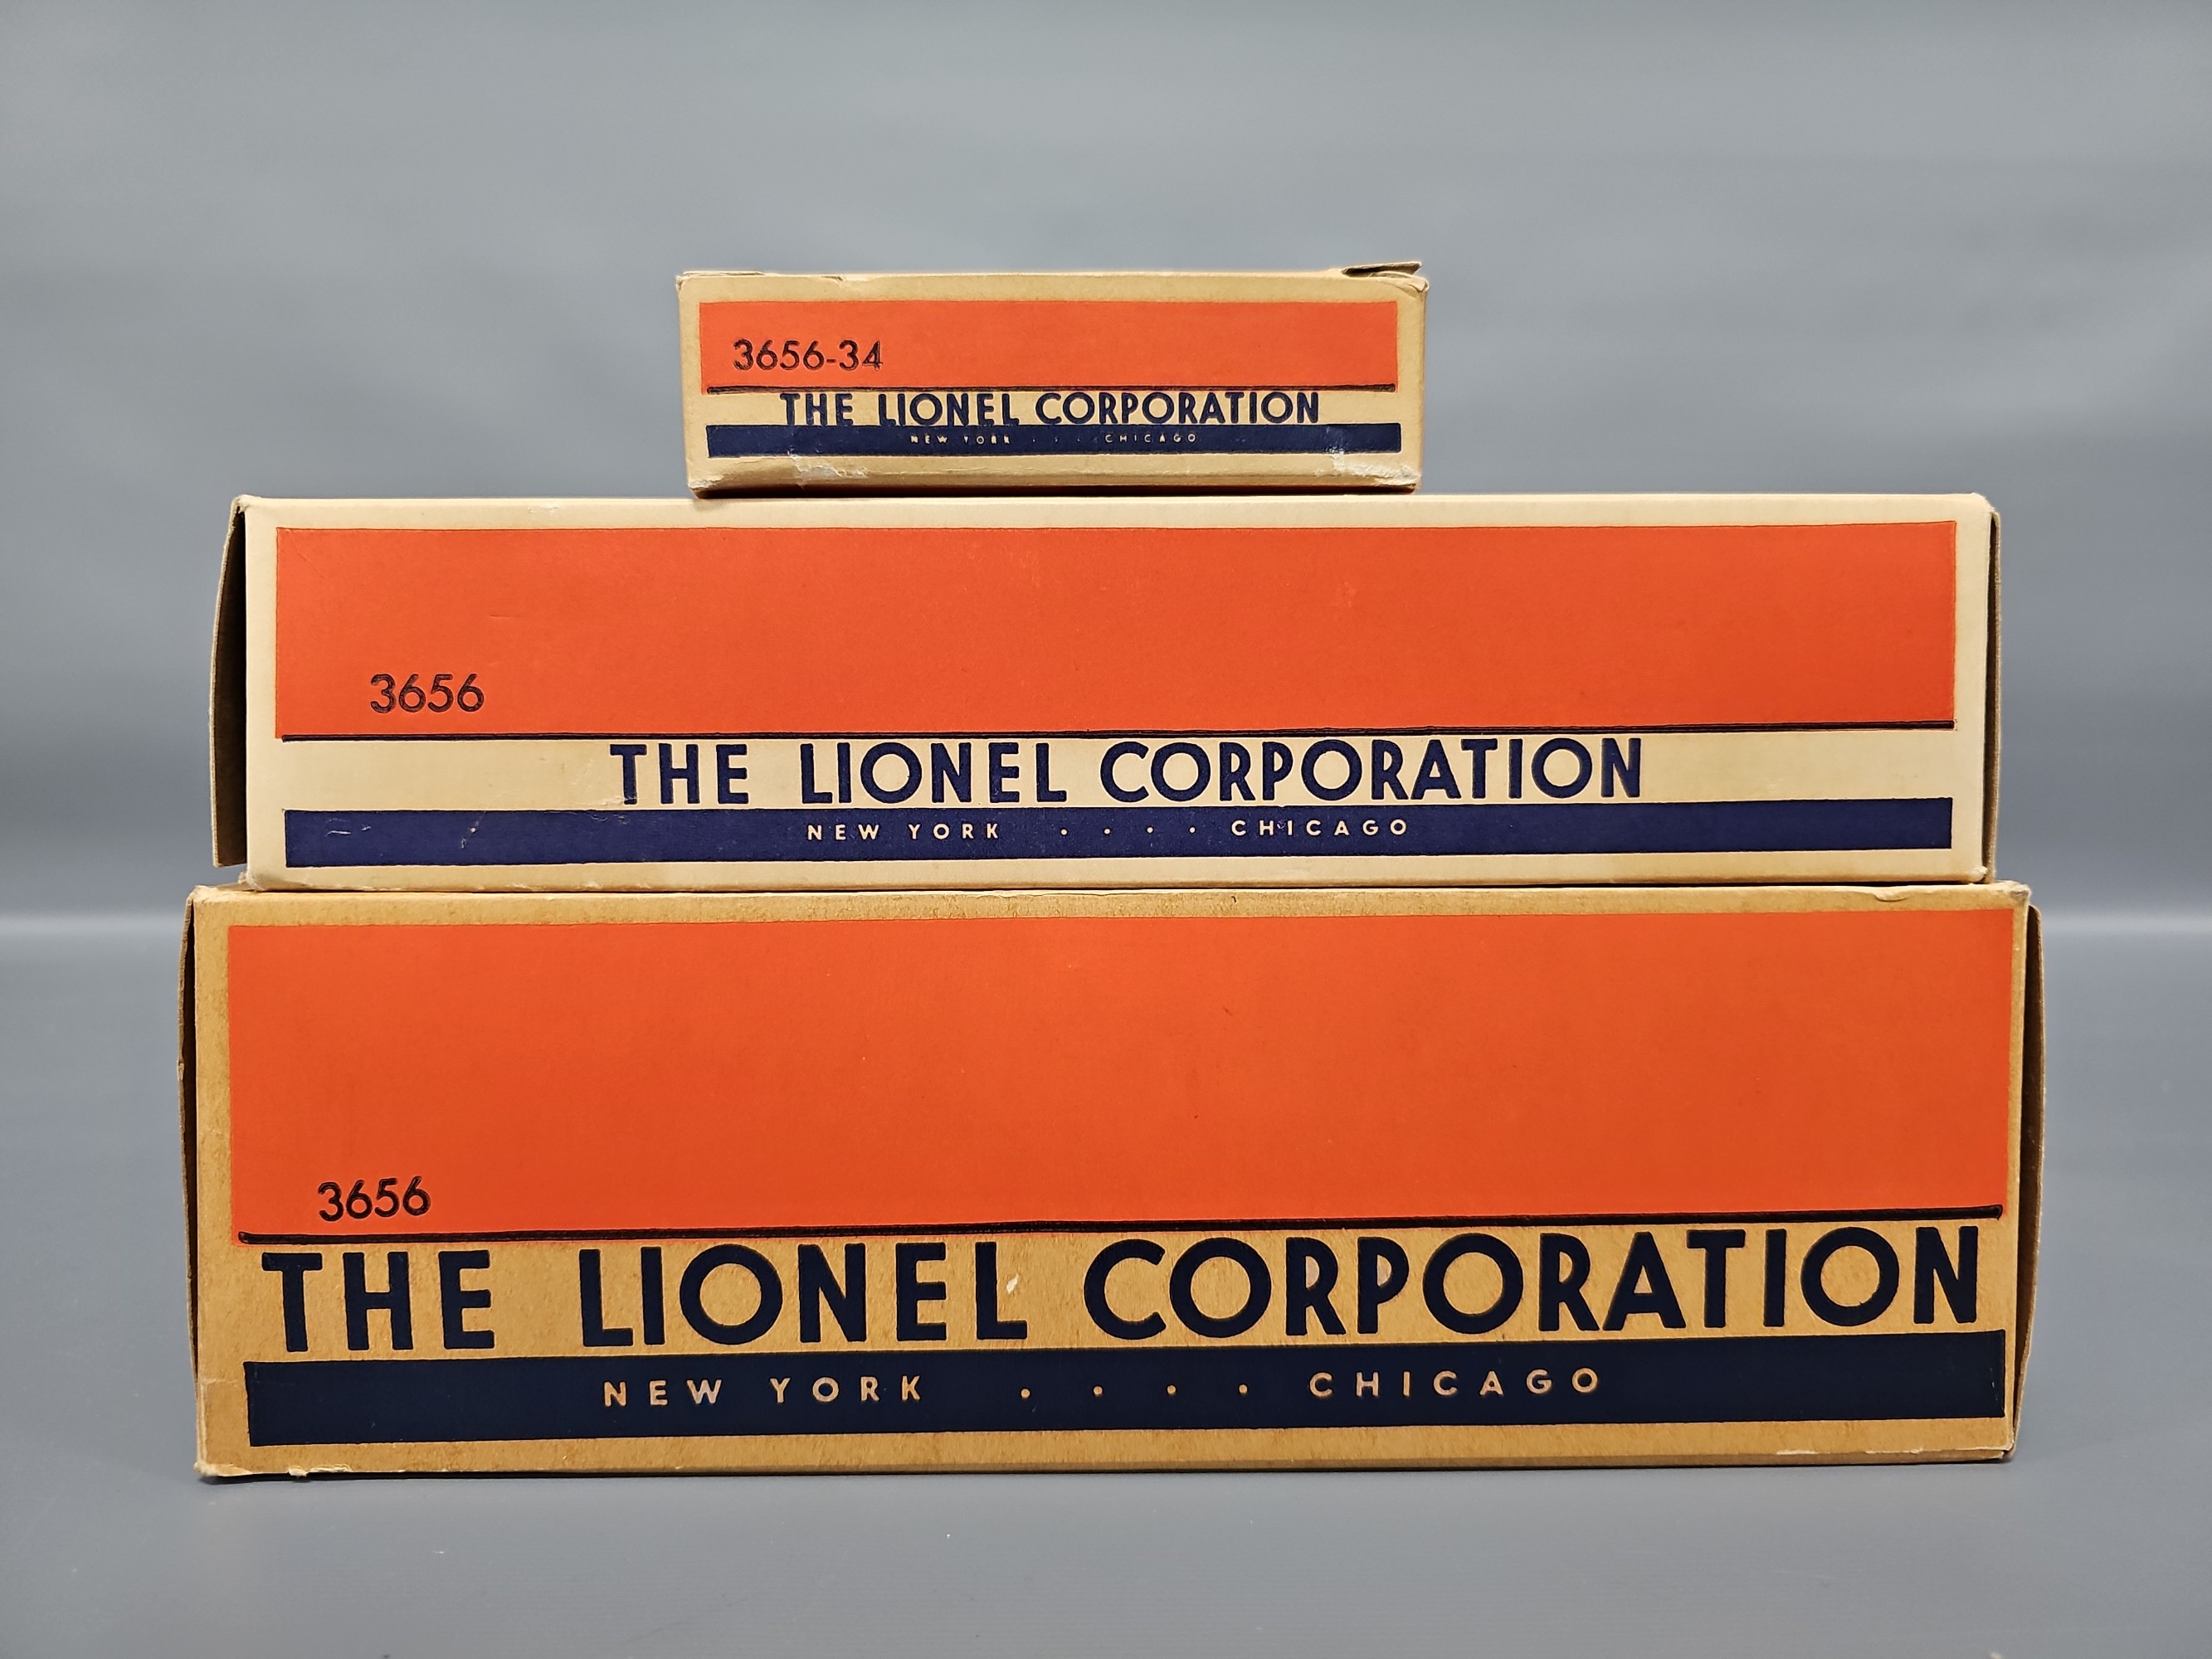 3656-34
THE LIONEL CORPORATION
NEW YORK . . . CHICAGO
3656
THE LIONEL CORPORATION
NEW YORK . . . . CHICAGO
3656
THE LIONEL CORPORATION
NEW YORK . . . . CHICAGO